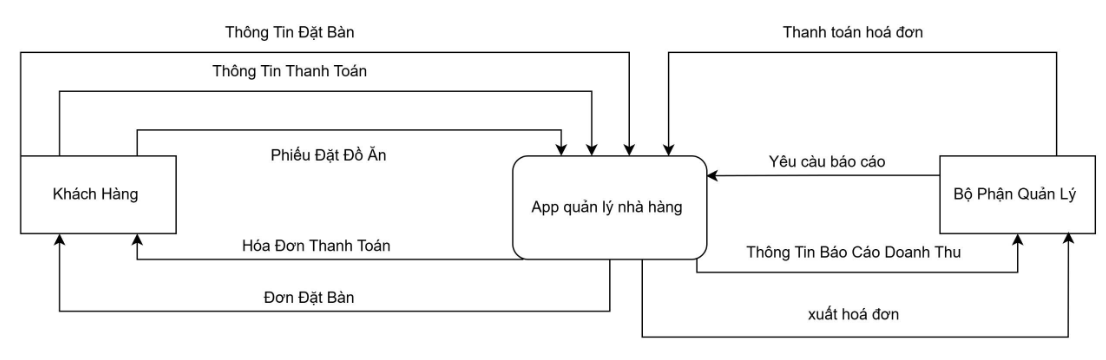 Thông Tin Đặt Bàn
Thanh toán hoá đơn
Thông Tin Thanh Toán
Phiếu Đặt Đồ Ăn
Yêu càu báo cáo
Khách Hàng
App quản lý nhà hàng
Bộ Phận Quản Lý
Hóa Đơn Thanh Toán
Thông Tin Báo Cáo Doanh Thu
Đơn Đặt Bàn
xuất hoá đơn